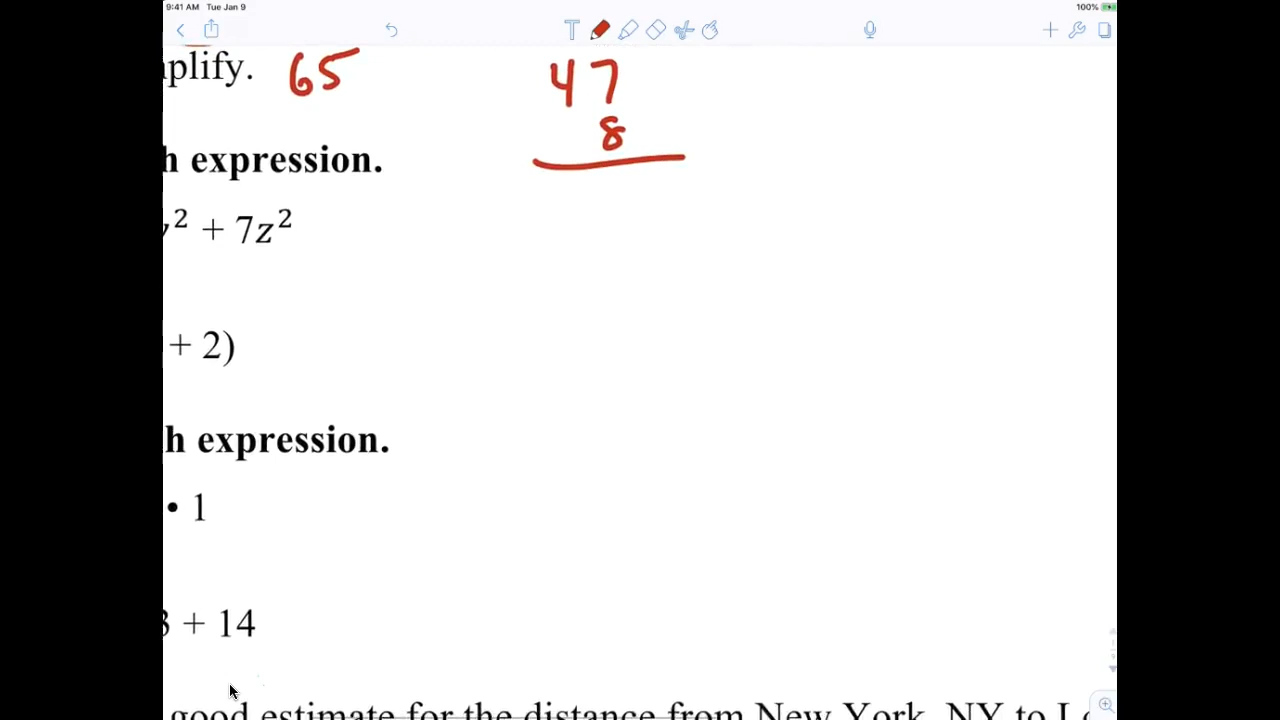 9:41 AM Tue Jan 9 100%
plify. 65 47
8
h expression.
² + 7z²
+ 2)
h expression.
• 1
+ 14
good estimate for the distance from New York, NY to